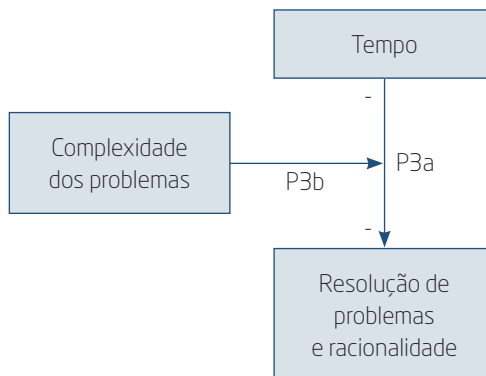 Tempo
-
Complexidade
dos problemas
P3b
P3a
-
Resolução de
problemas
e racionalidade